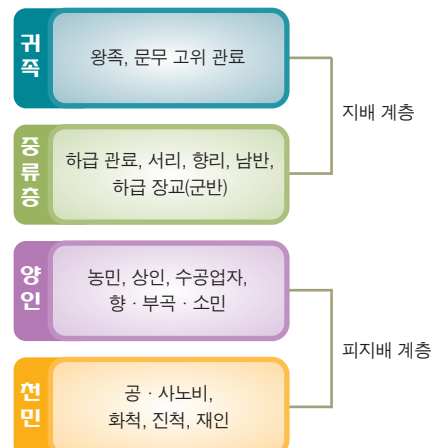 귀족
왕족, 문무 고위 관료
지배 계층
중류층
하급 관료, 서리, 향리, 남반,
하급 장교(군반)
양인
농민, 상인, 수공업자,
향 · 부곡 · 소민
피지배 계층
천민
공 · 사노비,
화척, 진척, 재인